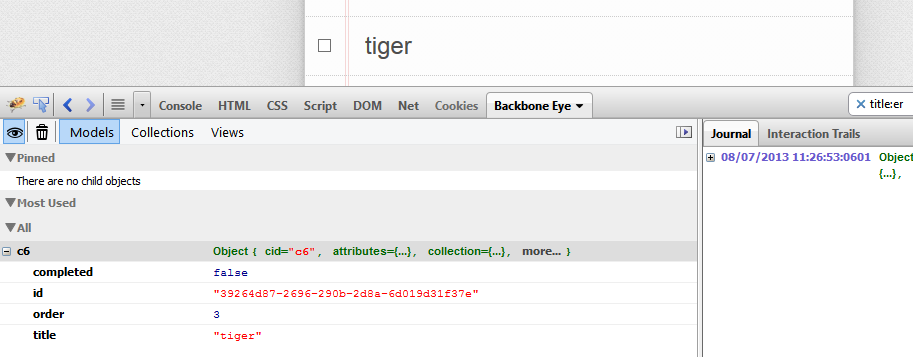 tiger
Console HTML CSS Script DOM Net Cookies Backbone Eye title:er
Models Collections Views Journal Interaction Trails
Pinned 08/07/2013 11:26:53:0601 Object
{...},
There are no child objects
Most Used
All
c6 Object { cid="c6", attributes={...}, collection={...}, more... }
completed false
id "39264d87-2696-290b-2d8a-6d019d31f37e"
order 3
title "tiger"